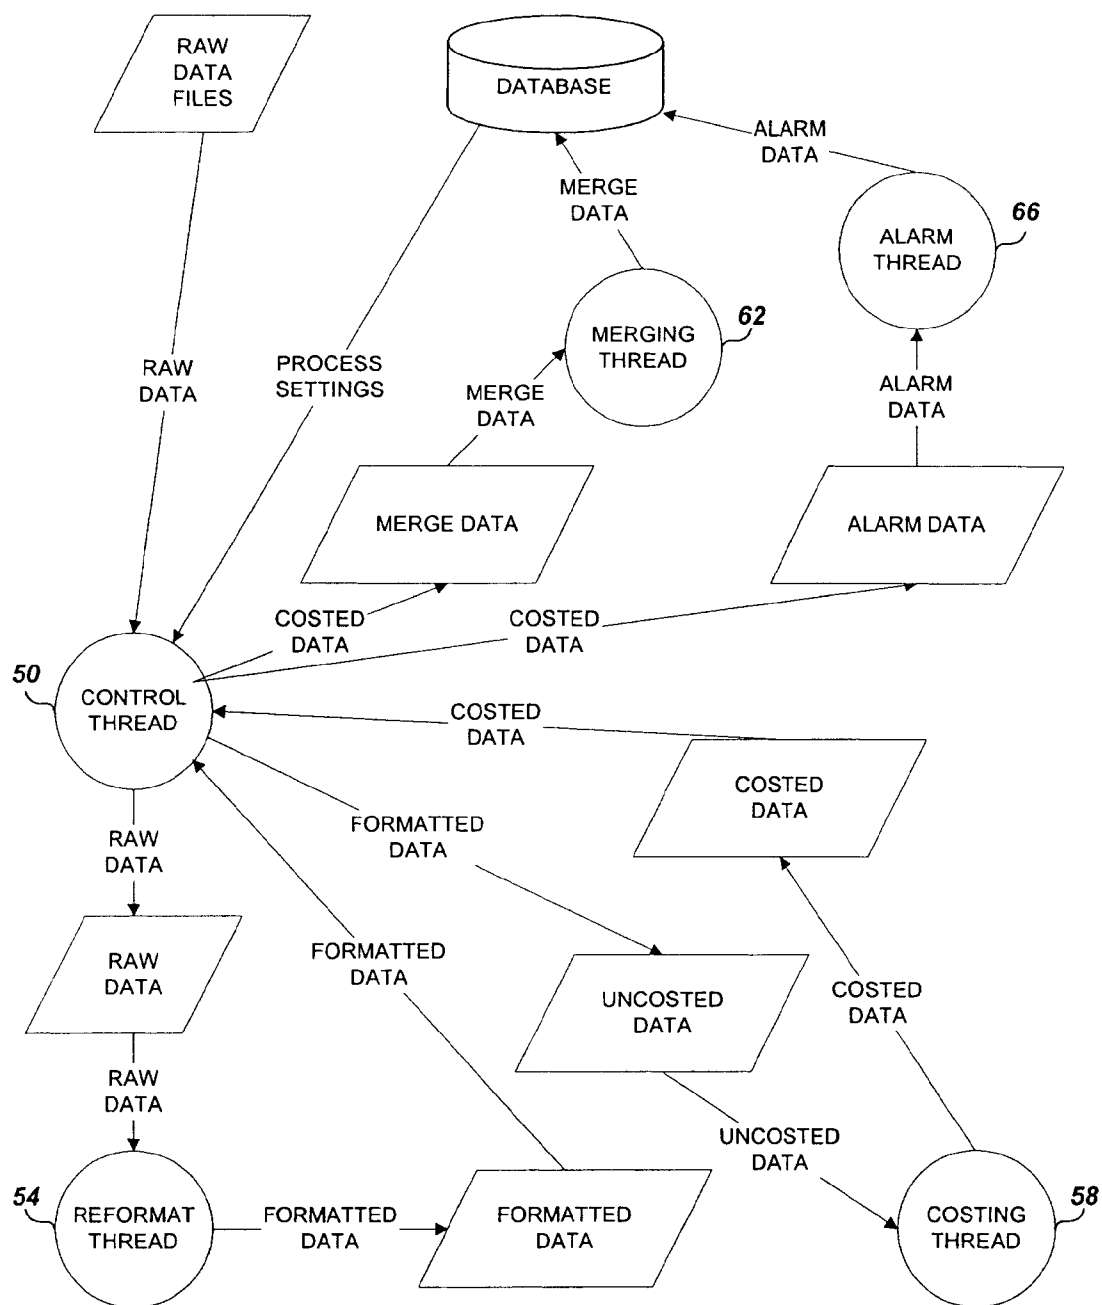 RAW
DATA
FILES
DATABASE
ALARM
DATA
MERGE
DATA
66
ALARM
THREAD
62
MERGING
THREAD
RAW
DATA
PROCESS
SETTINGS
MERGE
DATA
ALARM
DATA
MERGE DATA
ALARM DATA
COSTED
DATA
COSTED
DATA
50
CONTROL
THREAD
COSTED
DATA
COSTED
DATA
RAW
DATA
FORMATTED
DATA
RAW
DATA
FORMATTED
DATA
UNCOSTED
DATA
COSTED
DATA
RAW
DATA
UNCOSTED
DATA
54
REFORMAT
THREAD
FORMATTED
DATA
FORMATTED
DATA
COSTING
THREAD
58